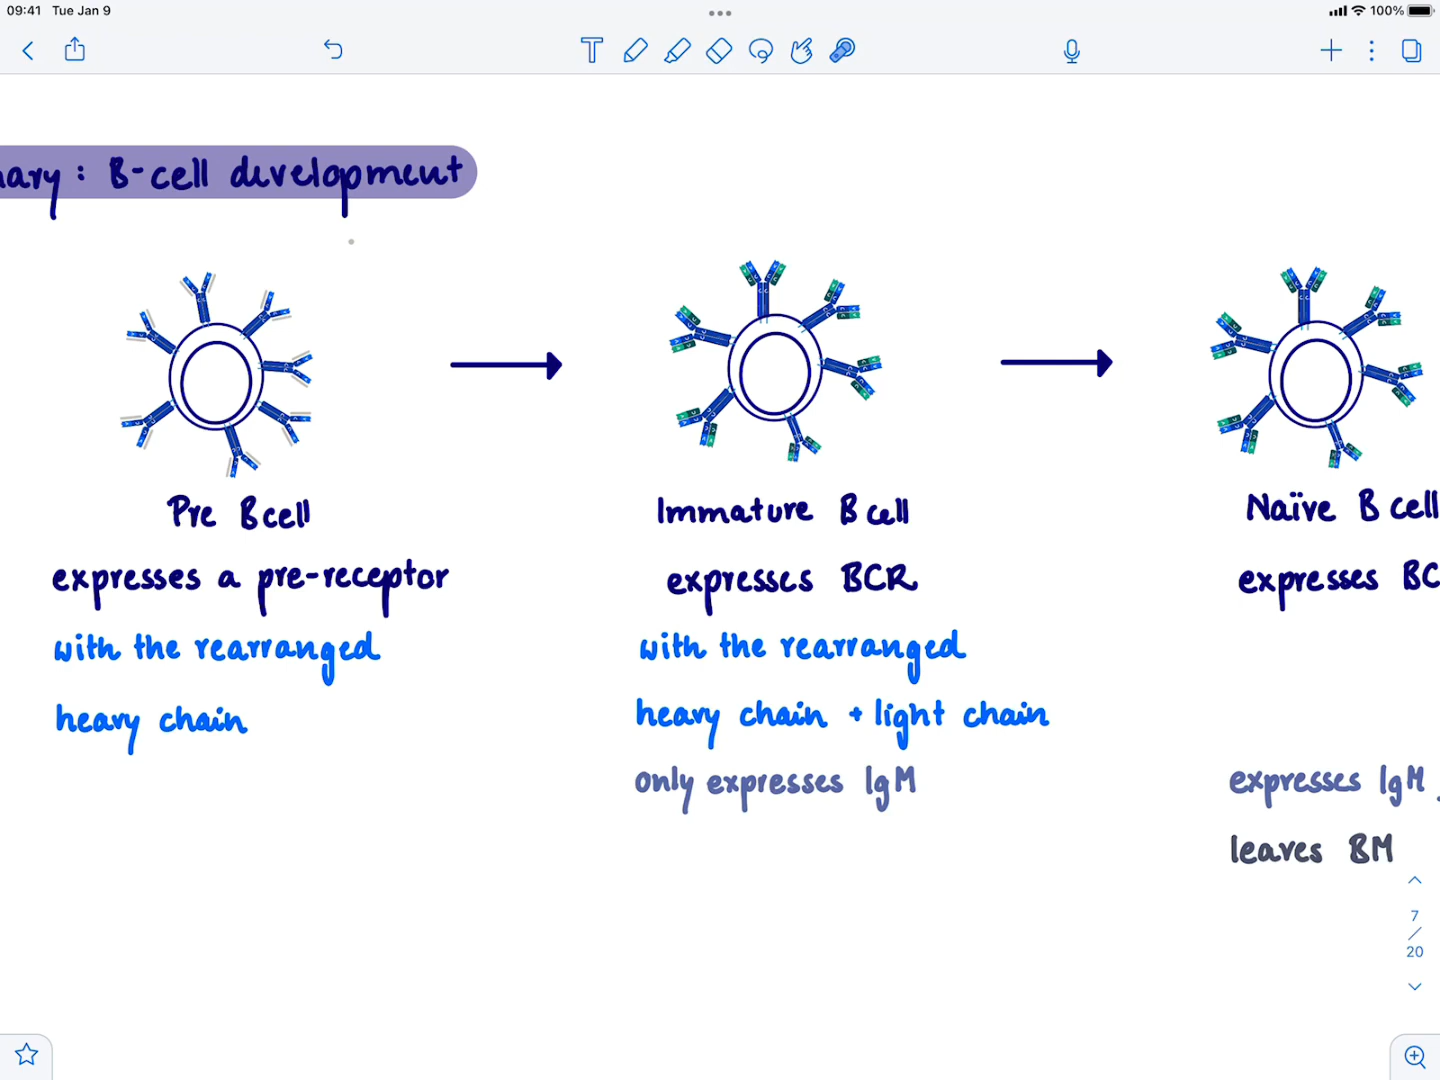 09:41 Tue Jan 9
100%
T
nary : B-cell development
Pre B cell
expresses a pre-receptor
with the rearranged
heavy chain
Immature B cell
expresses BCR
with the rearranged
heavy chain + light chain
only expresses IgM
Naïve B cell
expresses BC
expresses IgM
leaves BM
7
/
20